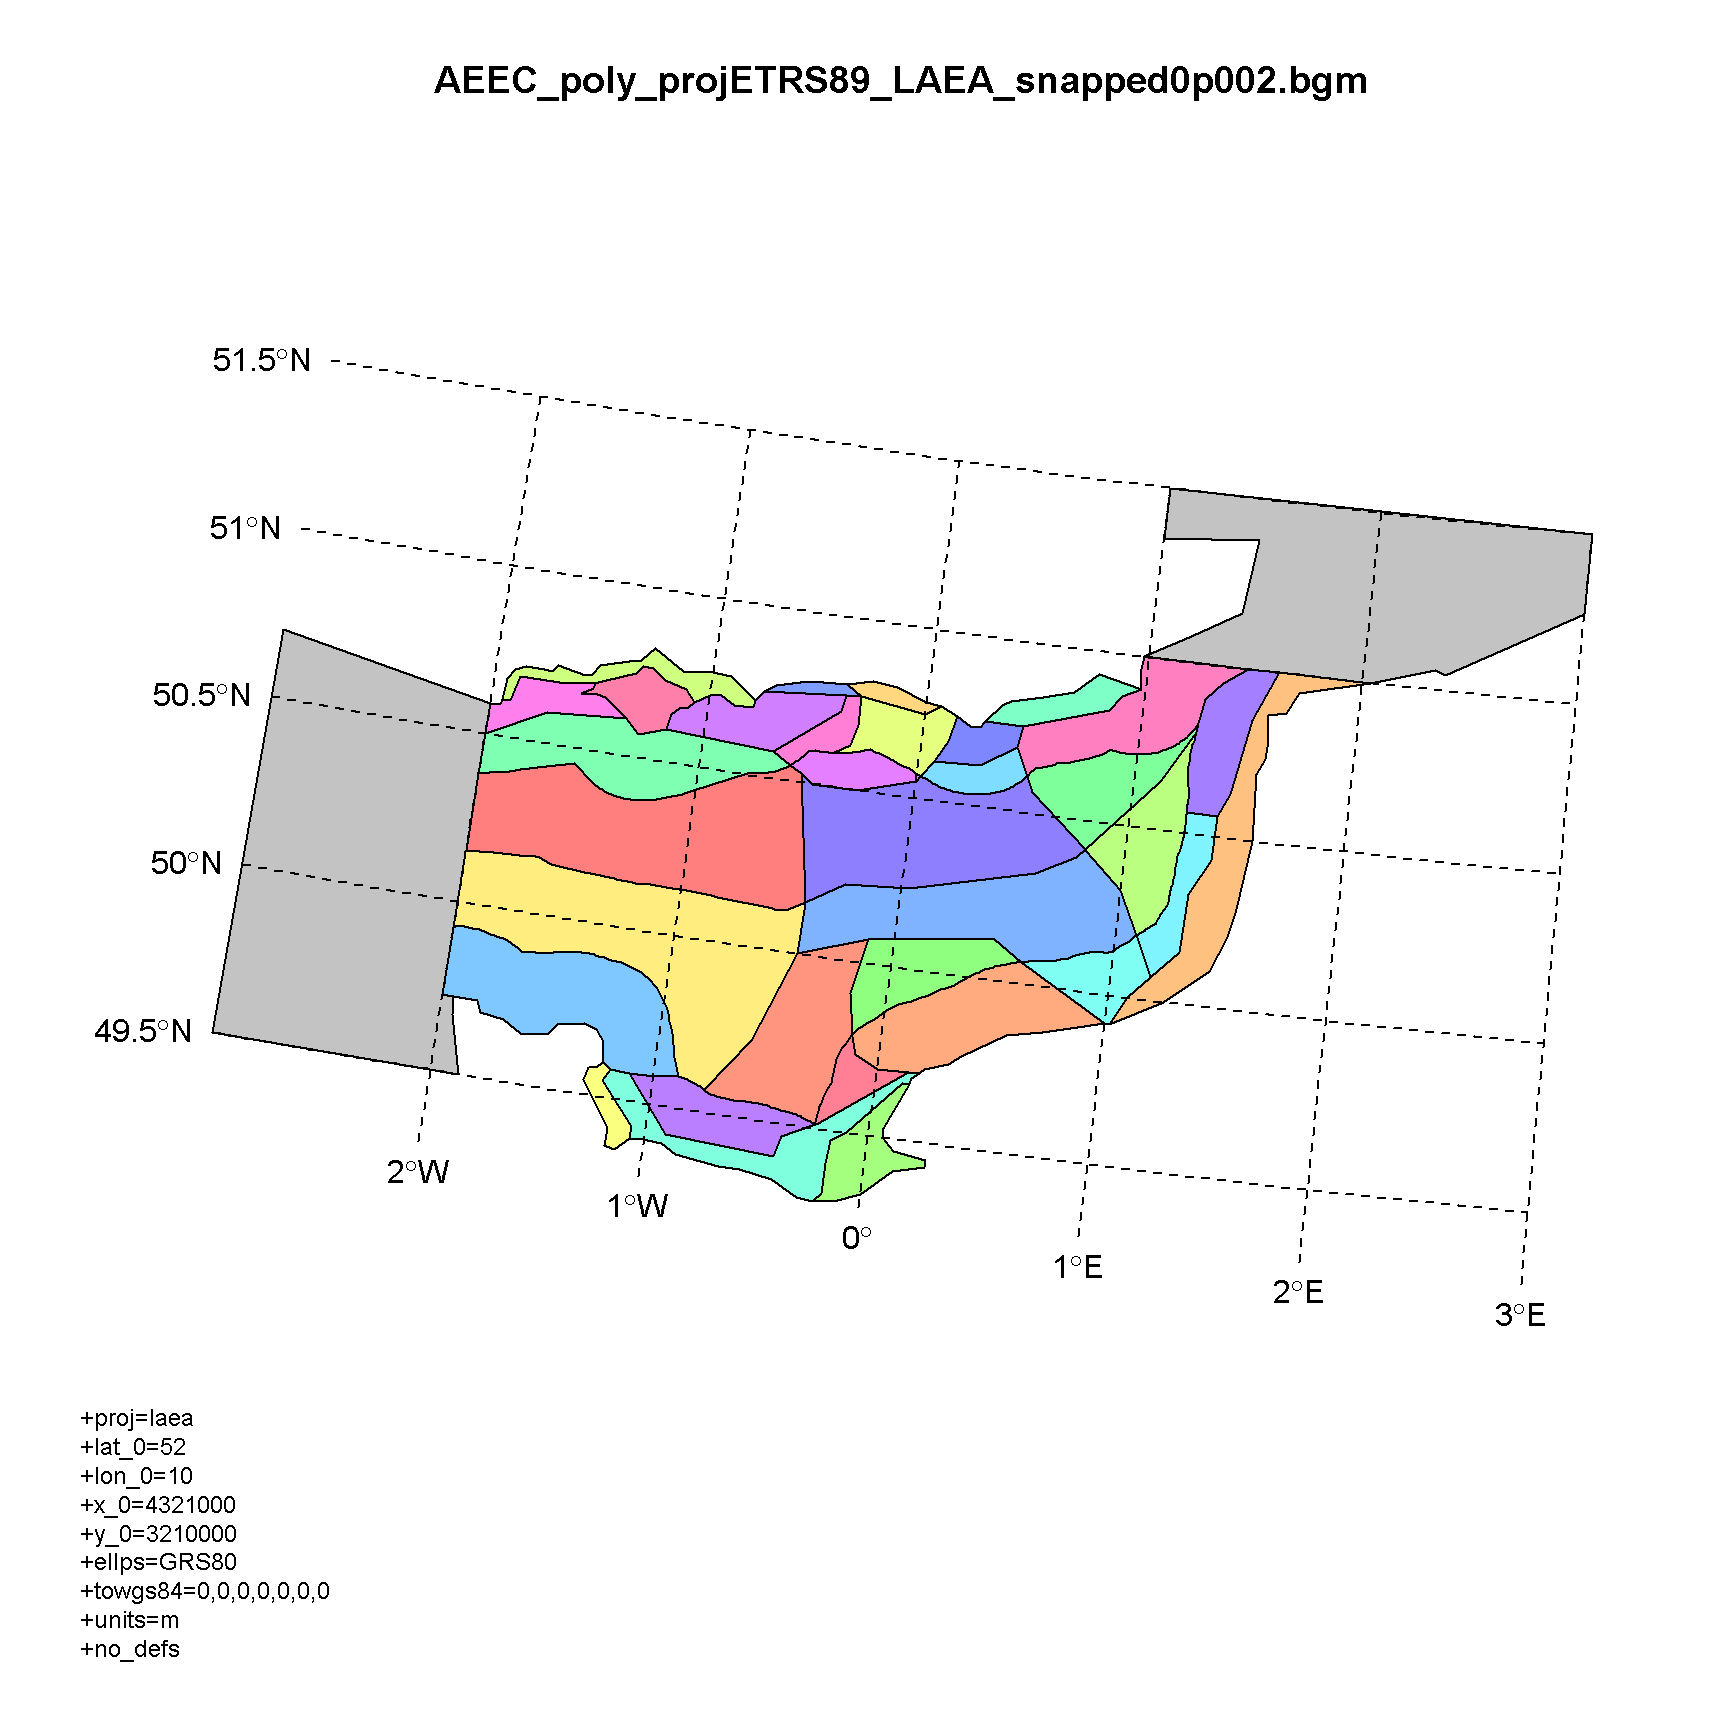 AEEC_poly_projETRS89_LAEA_snapped0p002.bgm
51.5°N
51°N
50.5°N
50°N
49.5°N
2°W
1°W
0°
1°E
2°E
3°E
+proj=laea
+lat_0=52
+lon_0=10
+x_0=4321000
+y_0=3210000
+ellps=GRS80
+towgs84=0,0,0,0,0,0,0
+units=m
+no_defs